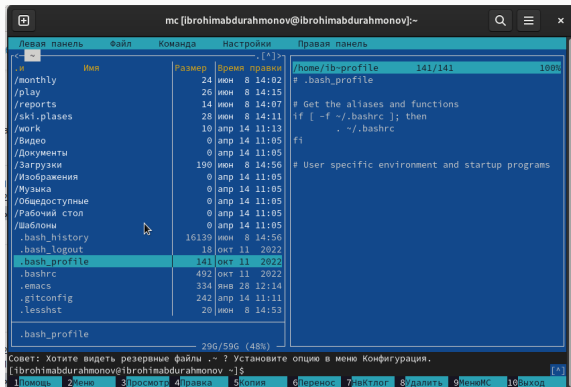 mc [ibrohimabdurahmonov@ibrohimabdurahmonov]:~
Левая панель Файл Команда Настройки Правая панель
<- ~ .[^]>
.и Имя Размер Время правки
/monthly 24 июн 8 14:02
/play 26 июн 8 14:15
/reports 14 июн 8 14:07
/ski.plases 28 июн 8 14:11
/work 10 апр 14 11:13
/Видео 0 апр 14 11:05
/Документы 0 апр 14 11:05
/Загрузки 190 июн 8 14:56
/Изображения 0 апр 14 11:05
/Музыка 0 апр 14 11:05
/Общедоступные 0 апр 14 11:05
/Рабочий стол 0 апр 14 11:05
/Шаблоны 0 апр 14 11:05
.bash_history 16139 июн 8 14:56
.bash_logout 18 окт 11 2022
.bash_profile 141 окт 11 2022
.bashrc 492 окт 11 2022
.emacs 334 янв 28 12:14
.gitconfig 242 апр 14 11:11
.lesshst 20 июн 8 14:53
.bash_profile
29G/59G (48%)
/home/ib~profile 141/141 100%
# .bash_profile
# Get the aliases and functions
if [ -f ~/.bashrc ]; then
. ~/.bashrc
fi
# User specific environment and startup programs
Совет: Хотите видеть резервные файлы .~ ? Установите опцию в меню Конфигурация.
[ibrohimabdurahmonov@ibrohimabdurahmonov ~]$ [^]
1Помощь 2Меню 3Просмотр 4Правка 5Копия 6Перенос 7НвКтлог 8Удалить 9МенюMC 10Выход